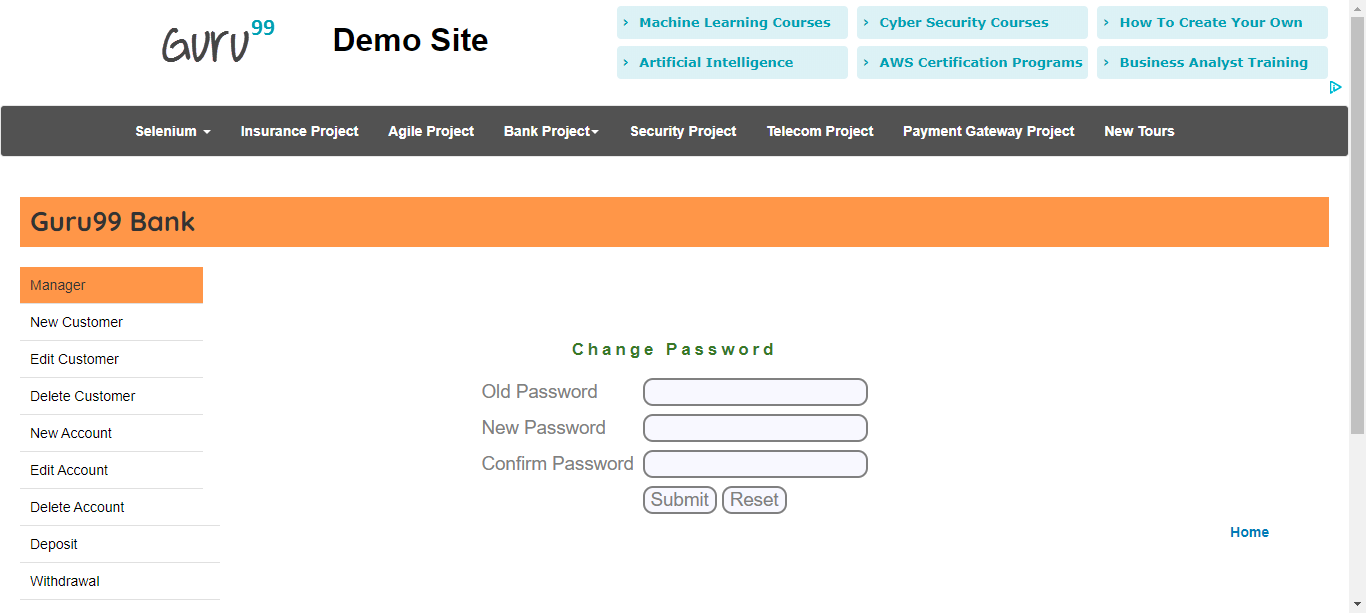 Guru99
Demo Site
› Machine Learning Courses
› Cyber Security Courses
› How To Create Your Own
› Artificial Intelligence
› AWS Certification Programs
› Business Analyst Training
Selenium Insurance Project Agile Project Bank Project Security Project Telecom Project Payment Gateway Project New Tours
Guru99 Bank
Manager
New Customer
Edit Customer
Delete Customer
New Account
Edit Account
Delete Account
Deposit
Withdrawal
Change Password
Old Password
New Password
Confirm Password
Submit Reset
Home